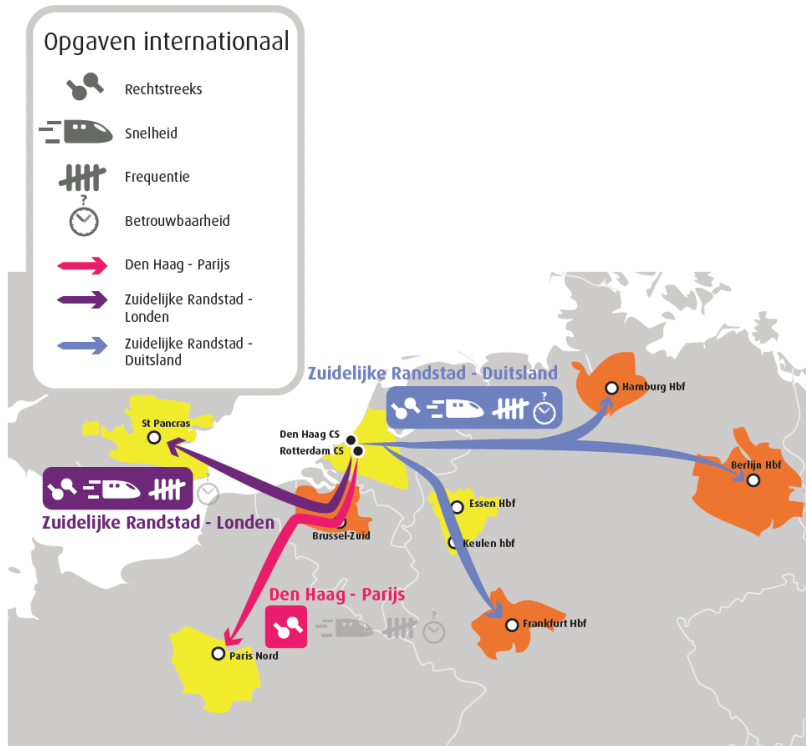 Opgaven internationaal
Rechtstreeks
Snelheid
Frequentie
?
Betrouwbaarheid
Den Haag - Parijs
Zuidelijke Randstad -
Londen
Zuidelijke Randstad -
Duitsland
Zuidelijke Randstad - Duitsland
?
Hamburg Hbf
St Pancras
Den Haag CS
Rotterdam CS
Berlijn Hbf
?
Essen Hbf
Zuidelijke Randstad - Londen
Brussel-Zuid
Keulen hbf
Den Haag - Parijs
?
Frankfurt Hbf
Paris Nord